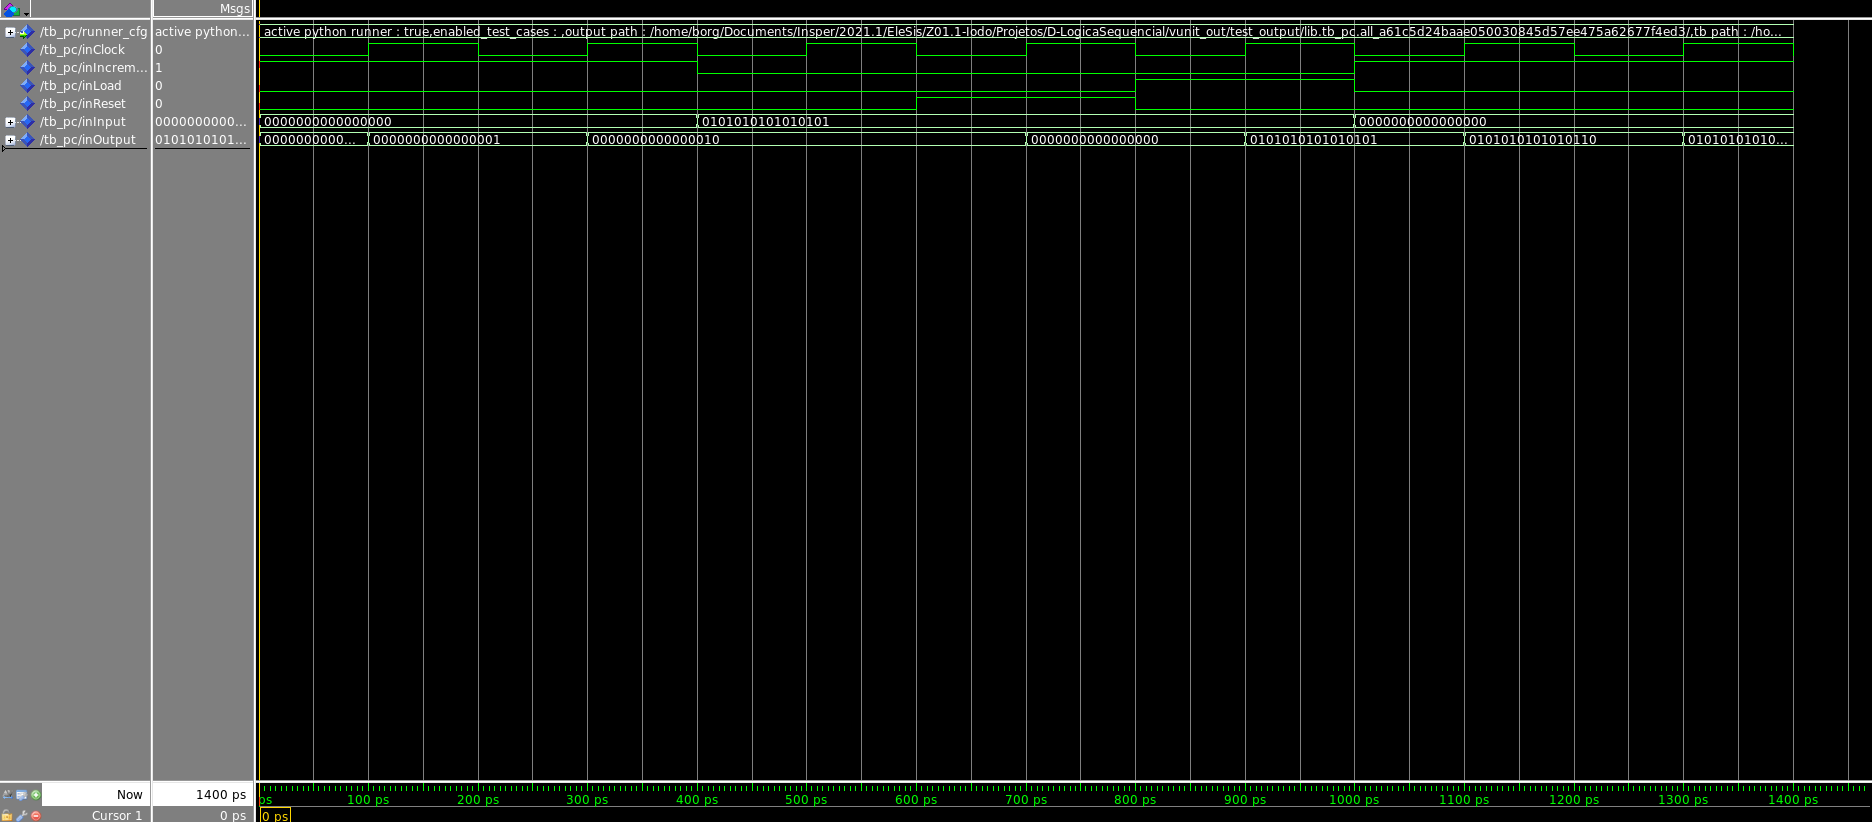 Msgs
/tb_pc/runner_cfg active python... active python runner : true,enabled_test_cases : ,output path : /home/borg/Documents/Insper/2021.1/EleSis/Z01.1-Iodo/Projetos/D-LogicaSequencial/vunit_out/test_output/lib.tb_pc.all_a61c5d24baae050030845d57ee475a62677f4ed3/,tb path : /ho...
/tb_pc/inClock 0
/tb_pc/inIncrem... 1
/tb_pc/inLoad 0
/tb_pc/inReset 0
/tb_pc/inInput 0000000000... 0000000000000000 0101010101010101 0000000000000000
/tb_pc/inOutput 0101010101... 0000000000... 0000000000000001 0000000000000010 0000000000000000 0101010101010101 0101010101010110 01010101010...
Now 1400 ps ps 100 ps 200 ps 300 ps 400 ps 500 ps 600 ps 700 ps 800 ps 900 ps 1000 ps 1100 ps 1200 ps 1300 ps 1400 ps
Cursor 1 0 ps 0 ps